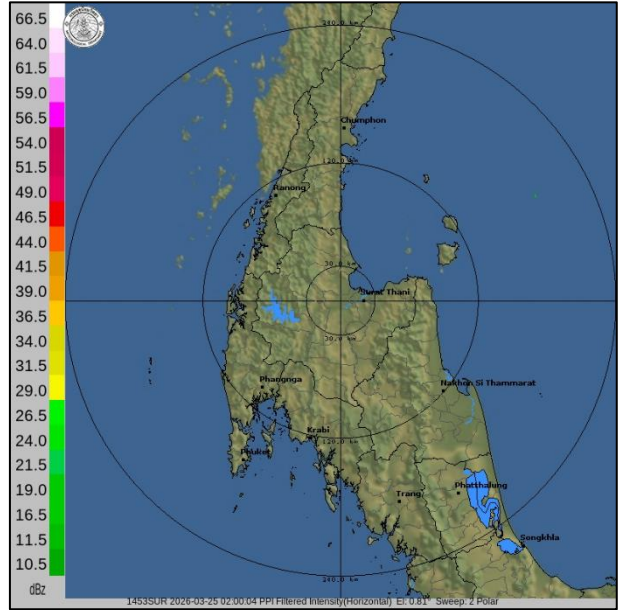 66.5
64.0
61.5
59.0
56.5
54.0
51.5
49.0
46.5
44.0
41.5
39.0
36.5
34.0
31.5
29.0
26.5
24.0
21.5
19.0
16.5
14.0
11.5
10.5
dBz
240.0 km
Chumphon
120.0 km
Ranong
30.0 km
Surat Thani
30.0 km
Phangnga
Nakhon Si Thammarat
Krabi
120.0 km
Phuket
Phatthalung
Trang
Songkhla
240.0 km
1453SUR 2026-03-25 02:00:04 PPI Filtered Intensity(Horizontal) El: 0.81° Sweep: 2 Polar